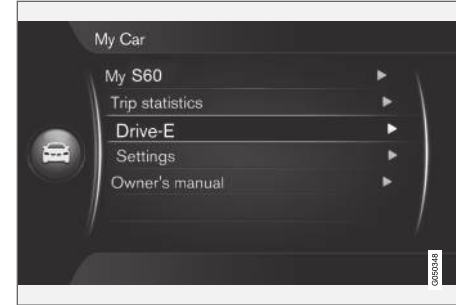 My Car
My S60
Trip statistics
Drive-E
Settings
Owner's manual
G050348